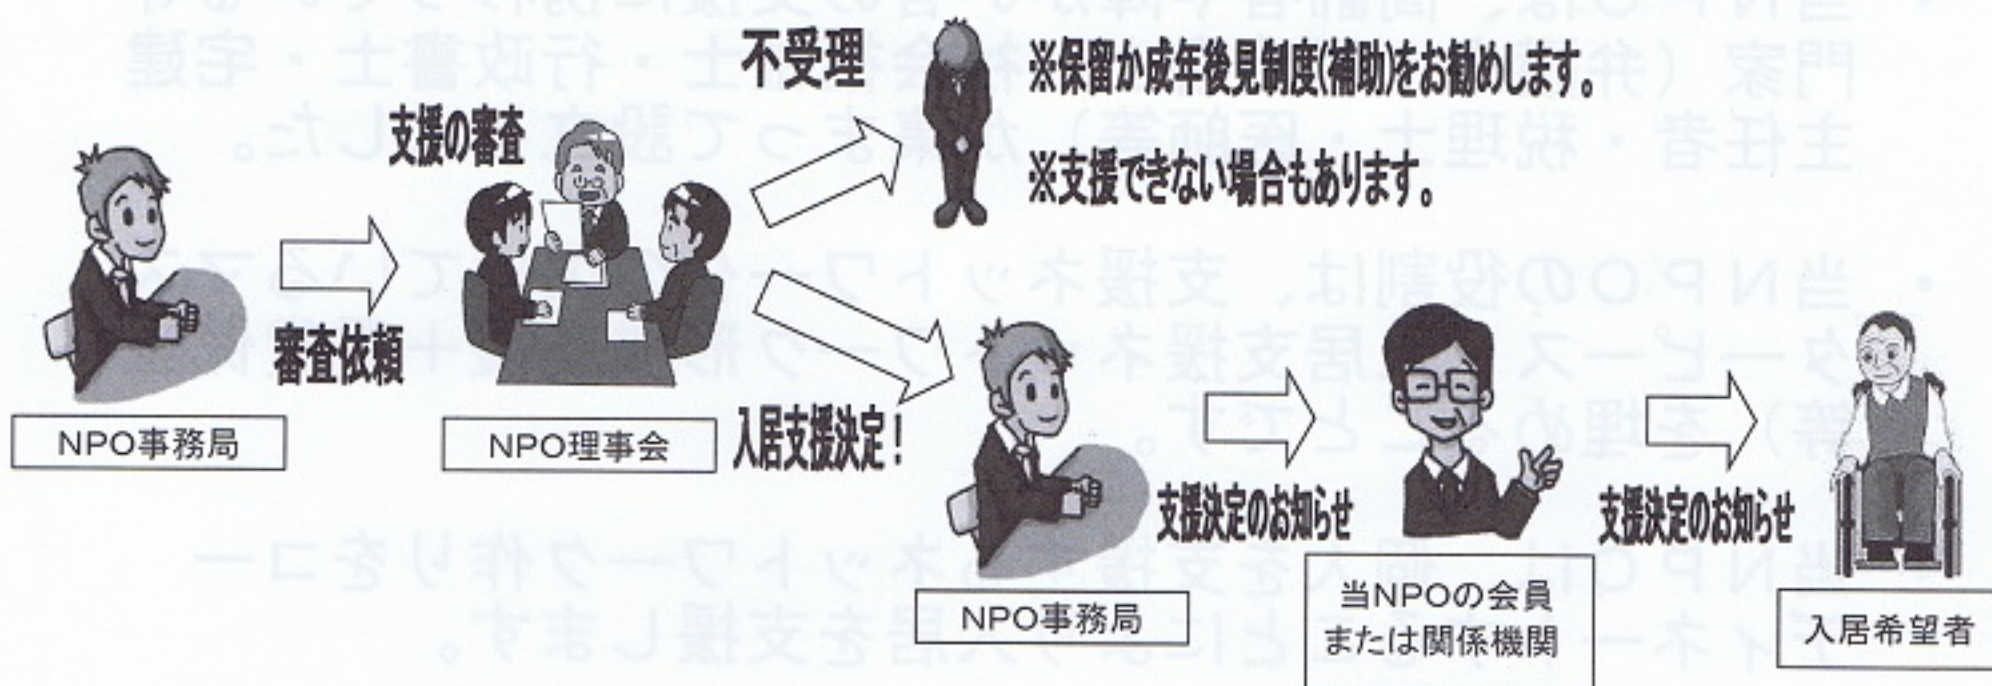 不受理
※保留か成年後見制度(補助)をお勧めします。
※支援できない場合もあります。
支援の審査
審査依頼
NPO事務局
NPO理事会
入居支援決定！
NPO事務局
支援決定のお知らせ
当NPOの会員
または関係機関
支援決定のお知らせ
入居希望者